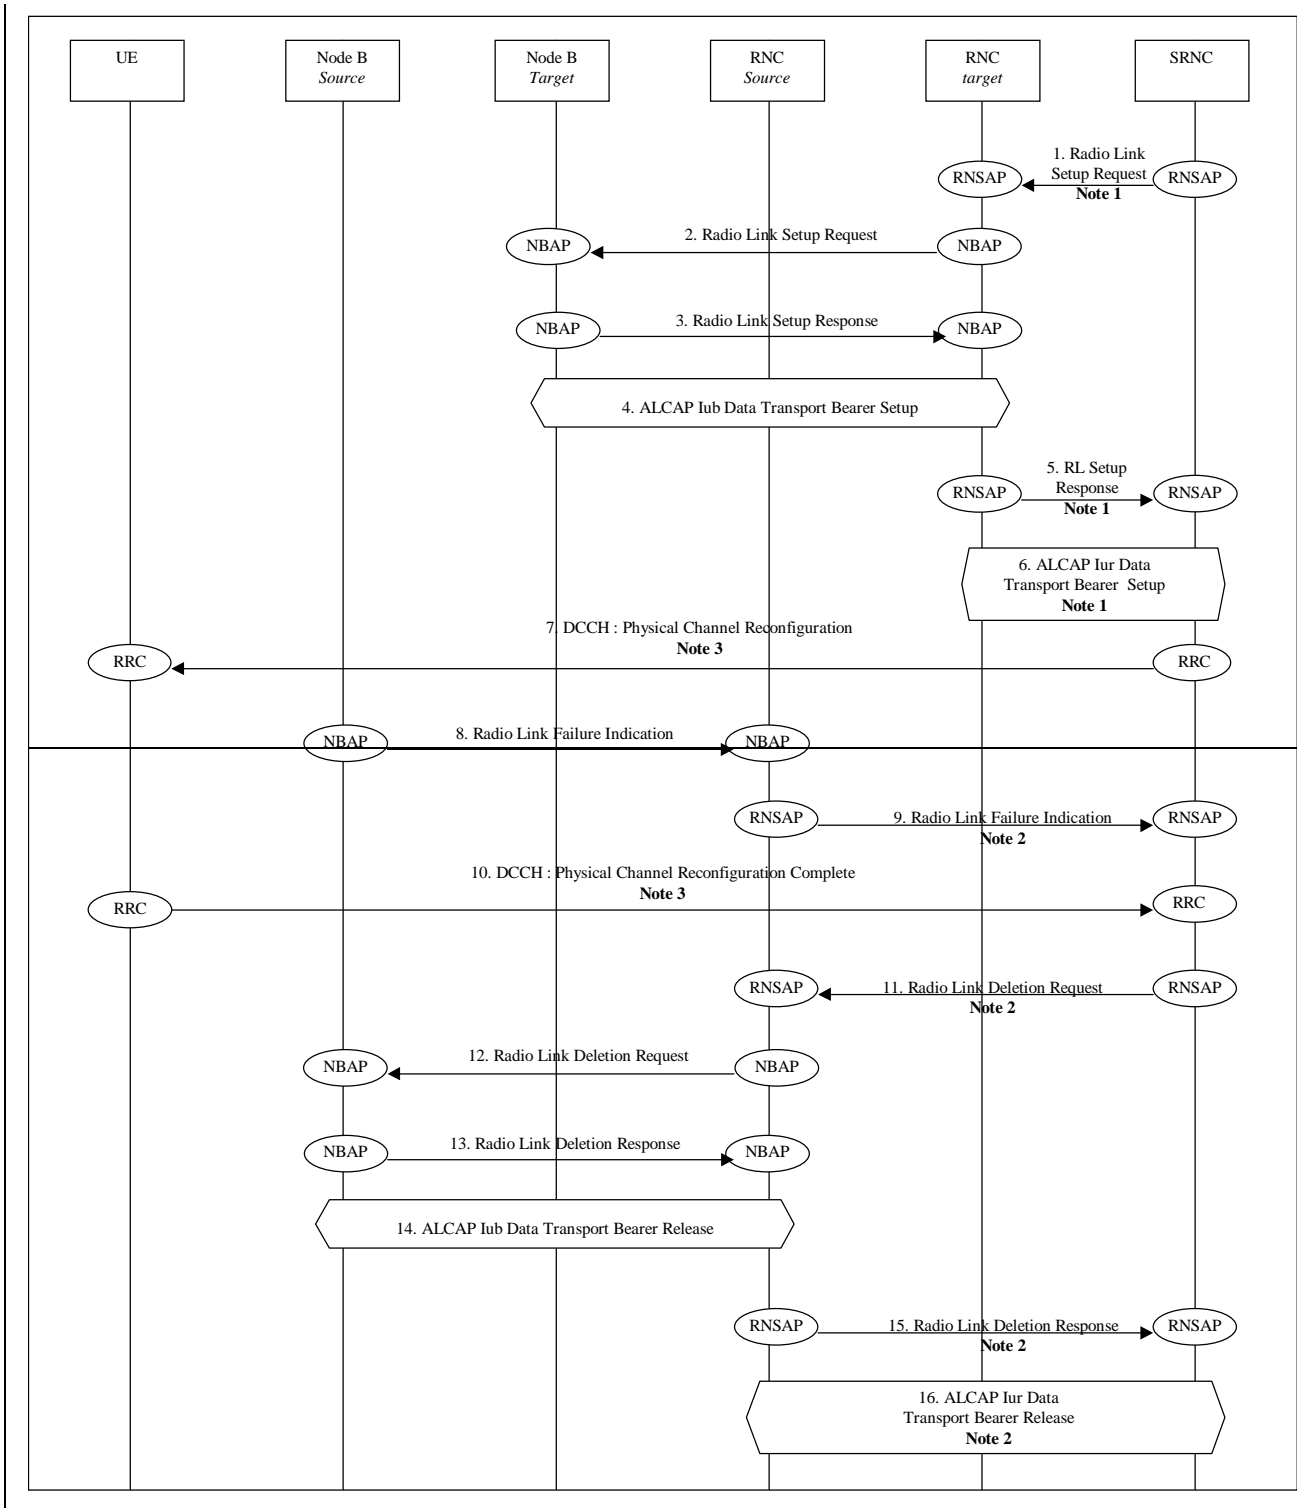 UE
Node B
Source
Node B
Target
RNC
Source
RNC
target
SRNC
1. Radio Link
Setup Request
Note 1
RNSAP
RNSAP
2. Radio Link Setup Request
NBAP
NBAP
3. Radio Link Setup Response
NBAP
NBAP
4. ALCAP Iub Data Transport Bearer Setup
5. RL Setup
Response
Note 1
RNSAP
RNSAP
6. ALCAP Iur Data
Transport Bearer Setup
Note 1
7. DCCH : Physical Channel Reconfiguration
Note 3
RRC
RRC
8. Radio Link Failure Indication
NBAP
NBAP
RNSAP
9. Radio Link Failure Indication
Note 2
RNSAP
10. DCCH : Physical Channel Reconfiguration Complete
Note 3
RRC
RRC
RNSAP
11. Radio Link Deletion Request
Note 2
RNSAP
12. Radio Link Deletion Request
NBAP
NBAP
13. Radio Link Deletion Response
NBAP
NBAP
14. ALCAP Iub Data Transport Bearer Release
RNSAP
15. Radio Link Deletion Response
Note 2
RNSAP
16. ALCAP Iur Data
Transport Bearer Release
Note 2